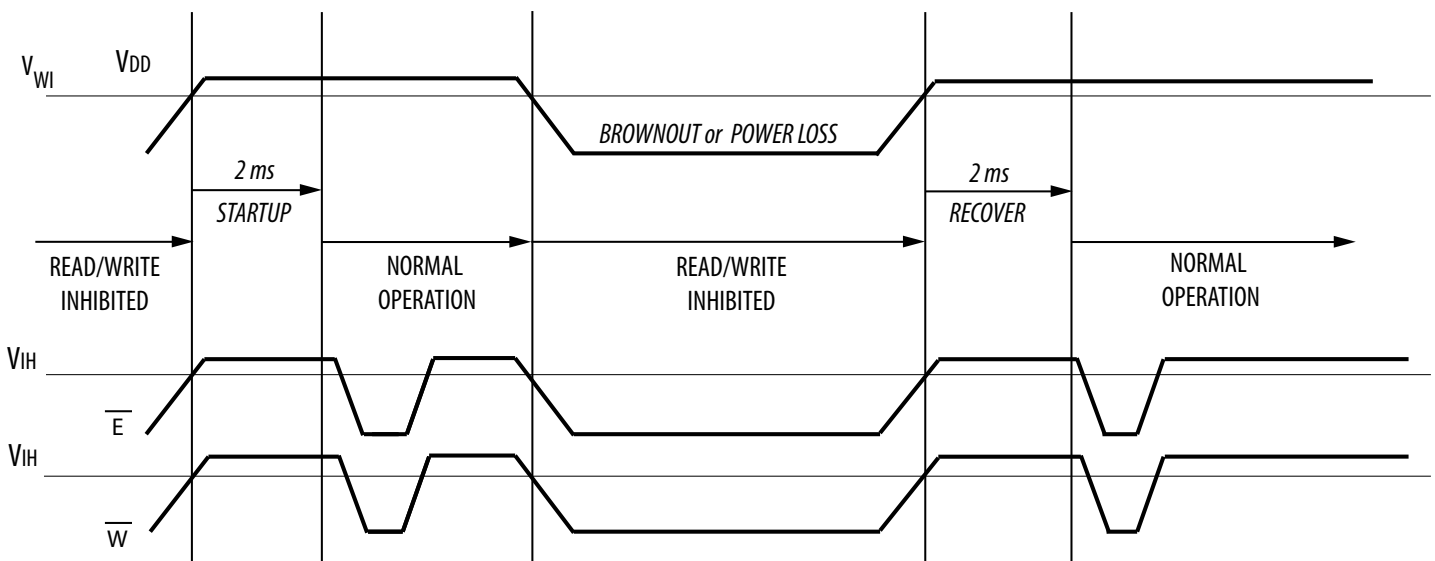 VWI
VDD
BROWNOUT or POWER LOSS
2 ms
STARTUP
2 ms
RECOVER
READ/WRITE
INHIBITED
NORMAL
OPERATION
READ/WRITE
INHIBITED
NORMAL
OPERATION
VIH
E
VIH
W